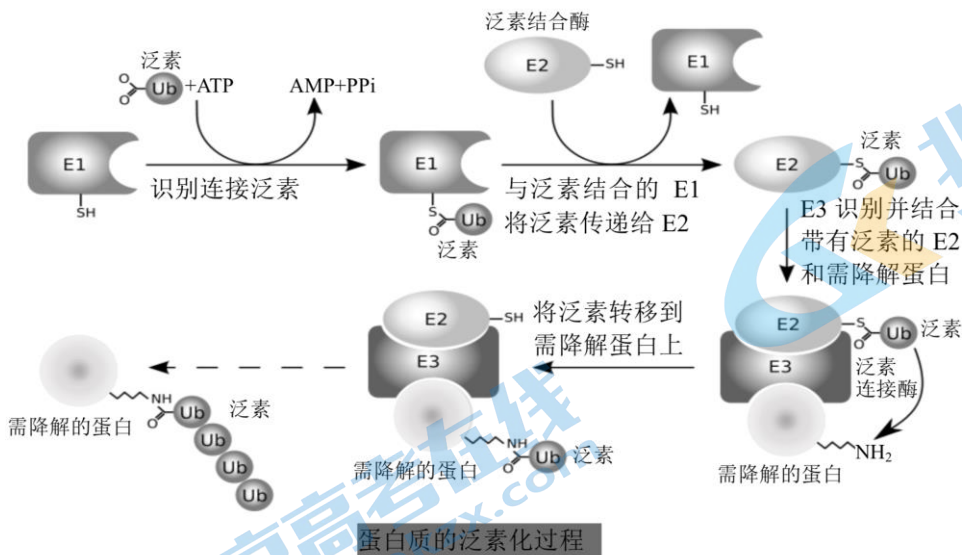 泛素结合酶
泛素
Ub +ATP
AMP+PPi
E2 SH
E1
SH
E1
SH
识别连接泛素
E1
S
O Ub
泛素
与泛素结合的 E1
将泛素传递给 E2
E2 S
O Ub
泛素
E3 识别并结合
带有泛素的 E2
和需降解蛋白
E2 S
O Ub 泛素
E3
泛素
连接酶
NH₂
需降解的蛋白
将泛素转移到
需降解蛋白上
E2 SH
E3
NH
O Ub 泛素
需降解的蛋白
NH
O Ub 泛素
Ub
Ub
Ub
需降解的蛋白
蛋白质的泛素化过程